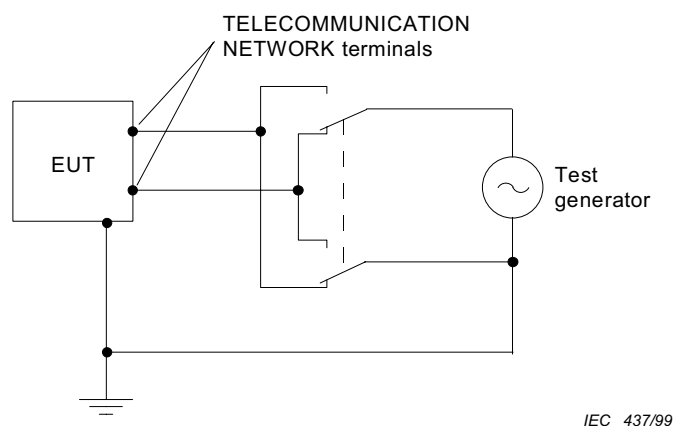 TELECOMMUNICATION
NETWORK terminals
EUT
Test
generator
IEC 437/99